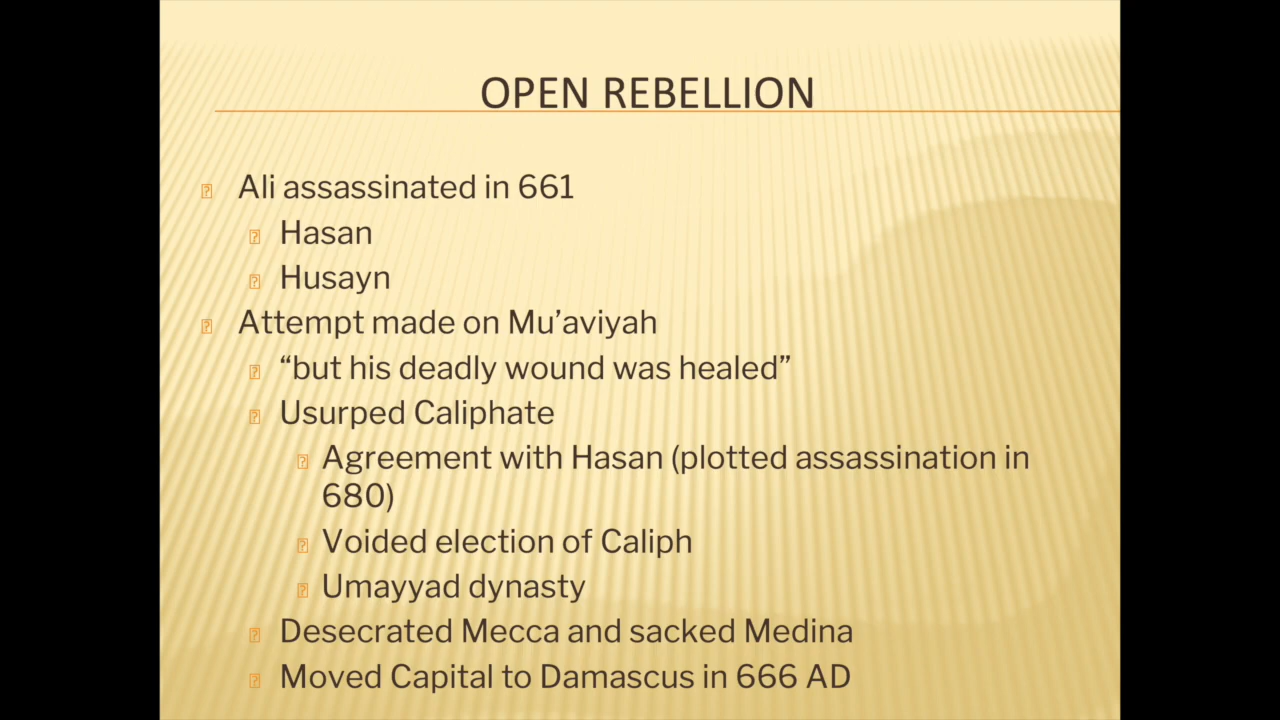 OPEN REBELLION
Ali assassinated in 661
Hasan
Husayn
Attempt made on Mu’aviyah
“but his deadly wound was healed”
Usurped Caliphate
Agreement with Hasan (plotted assassination in
680)
Voided election of Caliph
Umayyad dynasty
Desecrated Mecca and sacked Medina
Moved Capital to Damascus in 666 AD